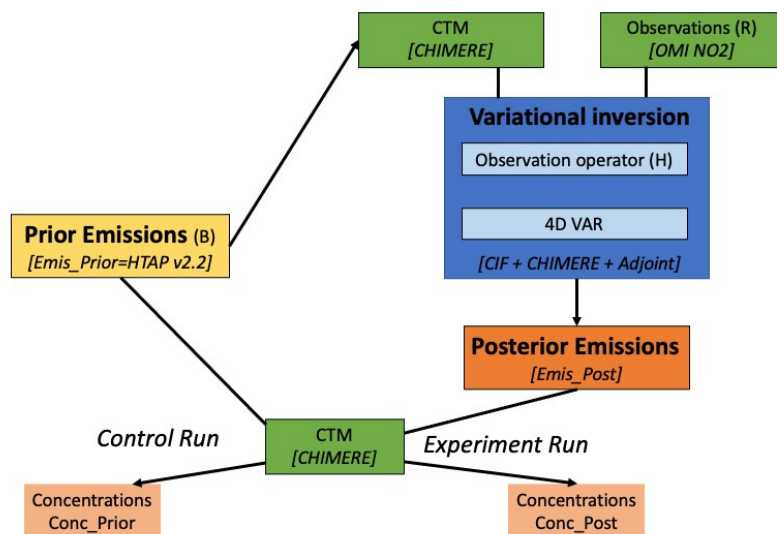 CTM
[CHIMERE]
Observations (R)
[OMI NO2]
Variational inversion
Observation operator (H)
4D VAR
[CIF + CHIMERE + Adjoint]
Prior Emissions (B)
[Emis_Prior=HTAP v2.2]
Posterior Emissions
[Emis_Post]
Control Run
CTM
[CHIMERE]
Experiment Run
Concentrations
Conc_Prior
Concentrations
Conc_Post